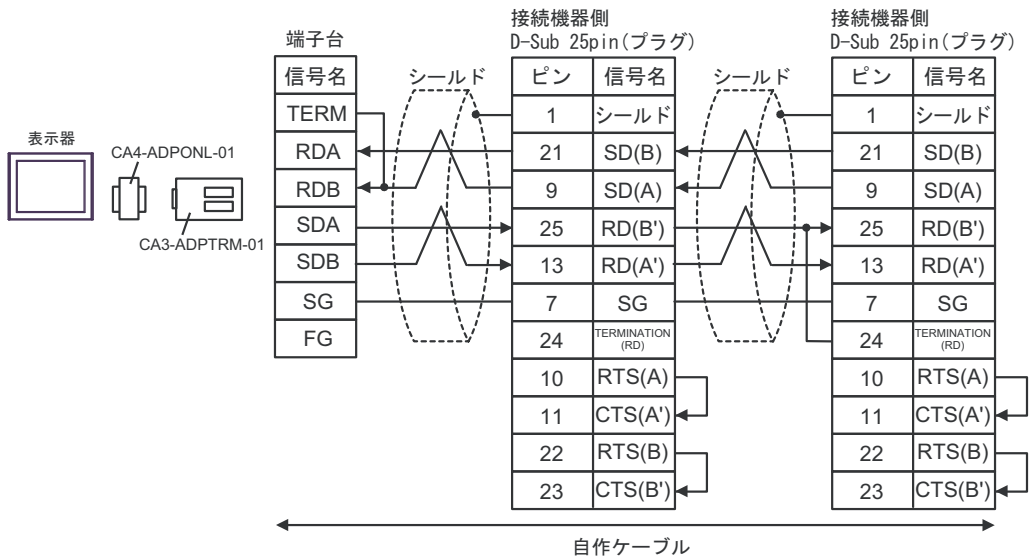 接続機器側
D-Sub 25pin(プラグ)
接続機器側
D-Sub 25pin(プラグ)
端子台
信号名
シールド
ピン 信号名
シールド
ピン 信号名
TERM
1 シールド
1 シールド
表示器
CA4-ADPONL-01
CA3-ADPTRM-01
RDA
21 SD(B)
21 SD(B)
RDB
9 SD(A)
9 SD(A)
SDA
25 RD(B')
25 RD(B')
SDB
13 RD(A')
13 RD(A')
SG
7 SG
7 SG
FG
24 TERMINATION
(RD)
24 TERMINATION
(RD)
10 RTS(A)
10 RTS(A)
11 CTS(A')
11 CTS(A')
22 RTS(B)
22 RTS(B)
23 CTS(B')
23 CTS(B')
自作ケーブル